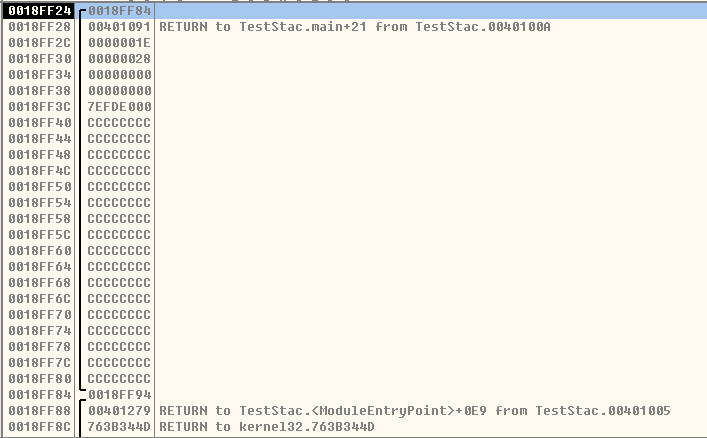 0018FF24 0018FF84
0018FF28 00401091 RETURN to TestStac.main+21 from TestStac.0040100A
0018FF2C 0000001E
0018FF30 00000028
0018FF34 00000000
0018FF38 00000000
0018FF3C 7EFDE000
0018FF40 CCCCCCCC
0018FF44 CCCCCCCC
0018FF48 CCCCCCCC
0018FF4C CCCCCCCC
0018FF50 CCCCCCCC
0018FF54 CCCCCCCC
0018FF58 CCCCCCCC
0018FF5C CCCCCCCC
0018FF60 CCCCCCCC
0018FF64 CCCCCCCC
0018FF68 CCCCCCCC
0018FF6C CCCCCCCC
0018FF70 CCCCCCCC
0018FF74 CCCCCCCC
0018FF78 CCCCCCCC
0018FF7C CCCCCCCC
0018FF80 CCCCCCCC
0018FF84 0018FF94
0018FF88 00401279 RETURN to TestStac.<ModuleEntryPoint>+0E9 from TestStac.00401005
0018FF8C 763B344D RETURN to kernel32.763B344D